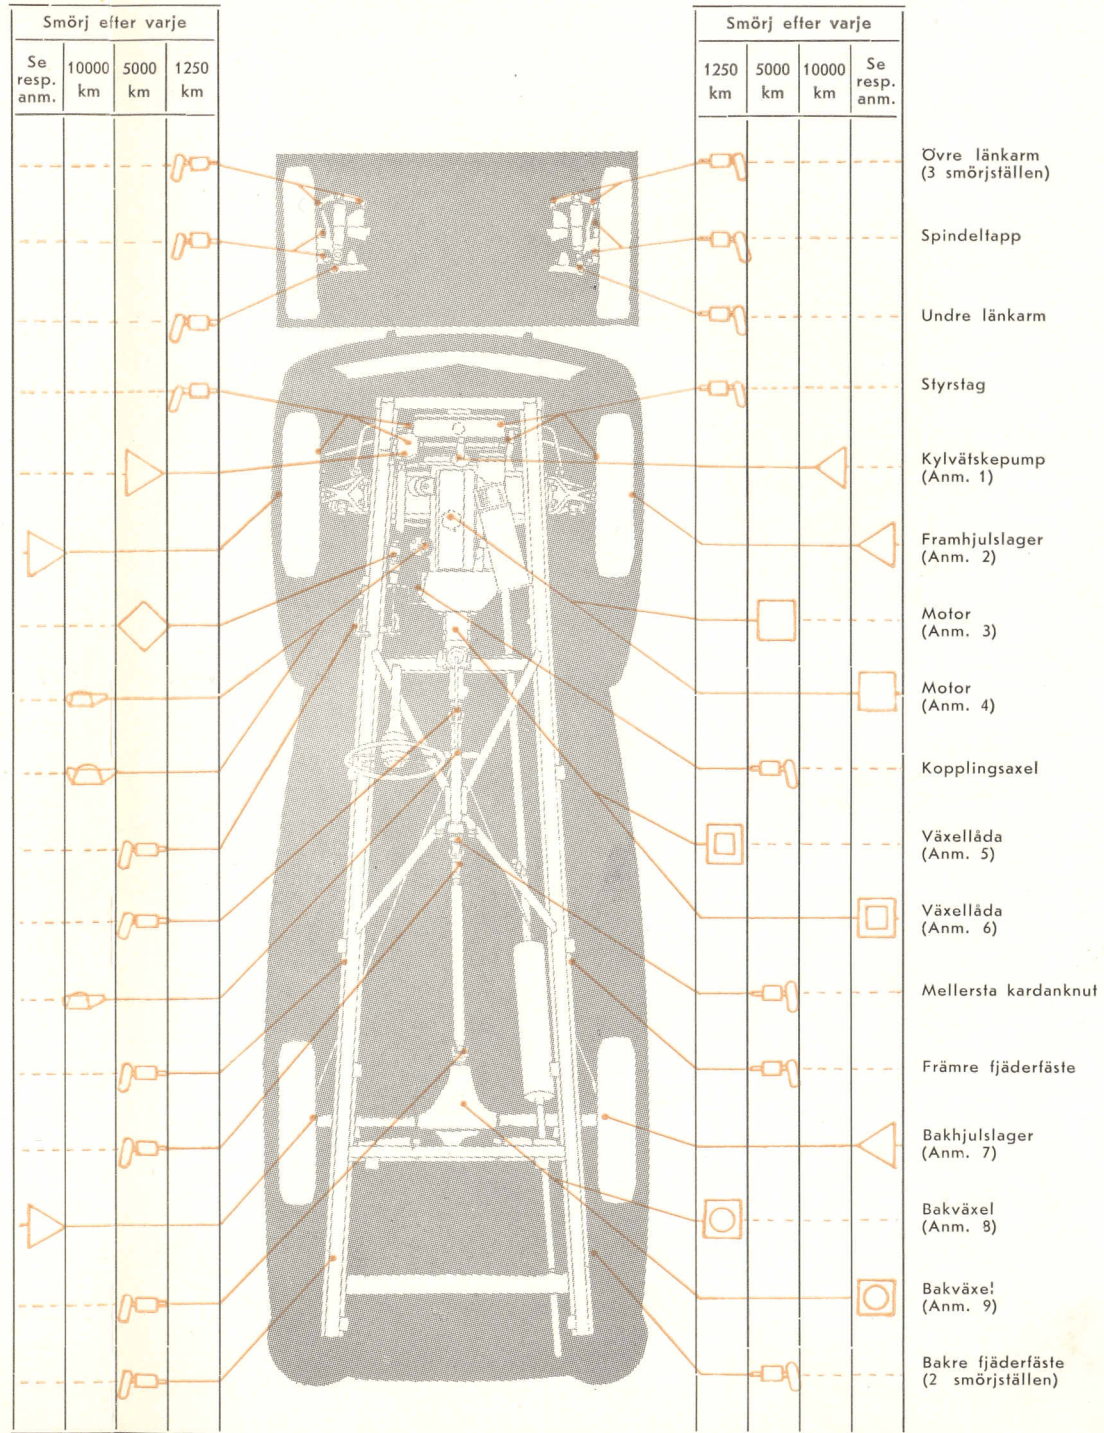 Smörj efter varje
Se resp. anm.
10000 km
5000 km
1250 km
Smörj efter varje
1250 km
5000 km
10000 km
Se resp. anm.
Övre länkarm
(3 smörjställen)
Spindeltapp
Undre länkarm
Styrstag
Kylvätskepump
(Anm. 1)
Framhjulslager
(Anm. 2)
Motor
(Anm. 3)
Motor
(Anm. 4)
Kopplingsaxel
Växellåda
(Anm. 5)
Växellåda
(Anm. 6)
Mellersta kardanknut
Främre fjäderfäste
Bakhjulslager
(Anm. 7)
Bakväxel
(Anm. 8)
Bakväxel
(Anm. 9)
Bakre fjäderfäste
(2 smörjställen)